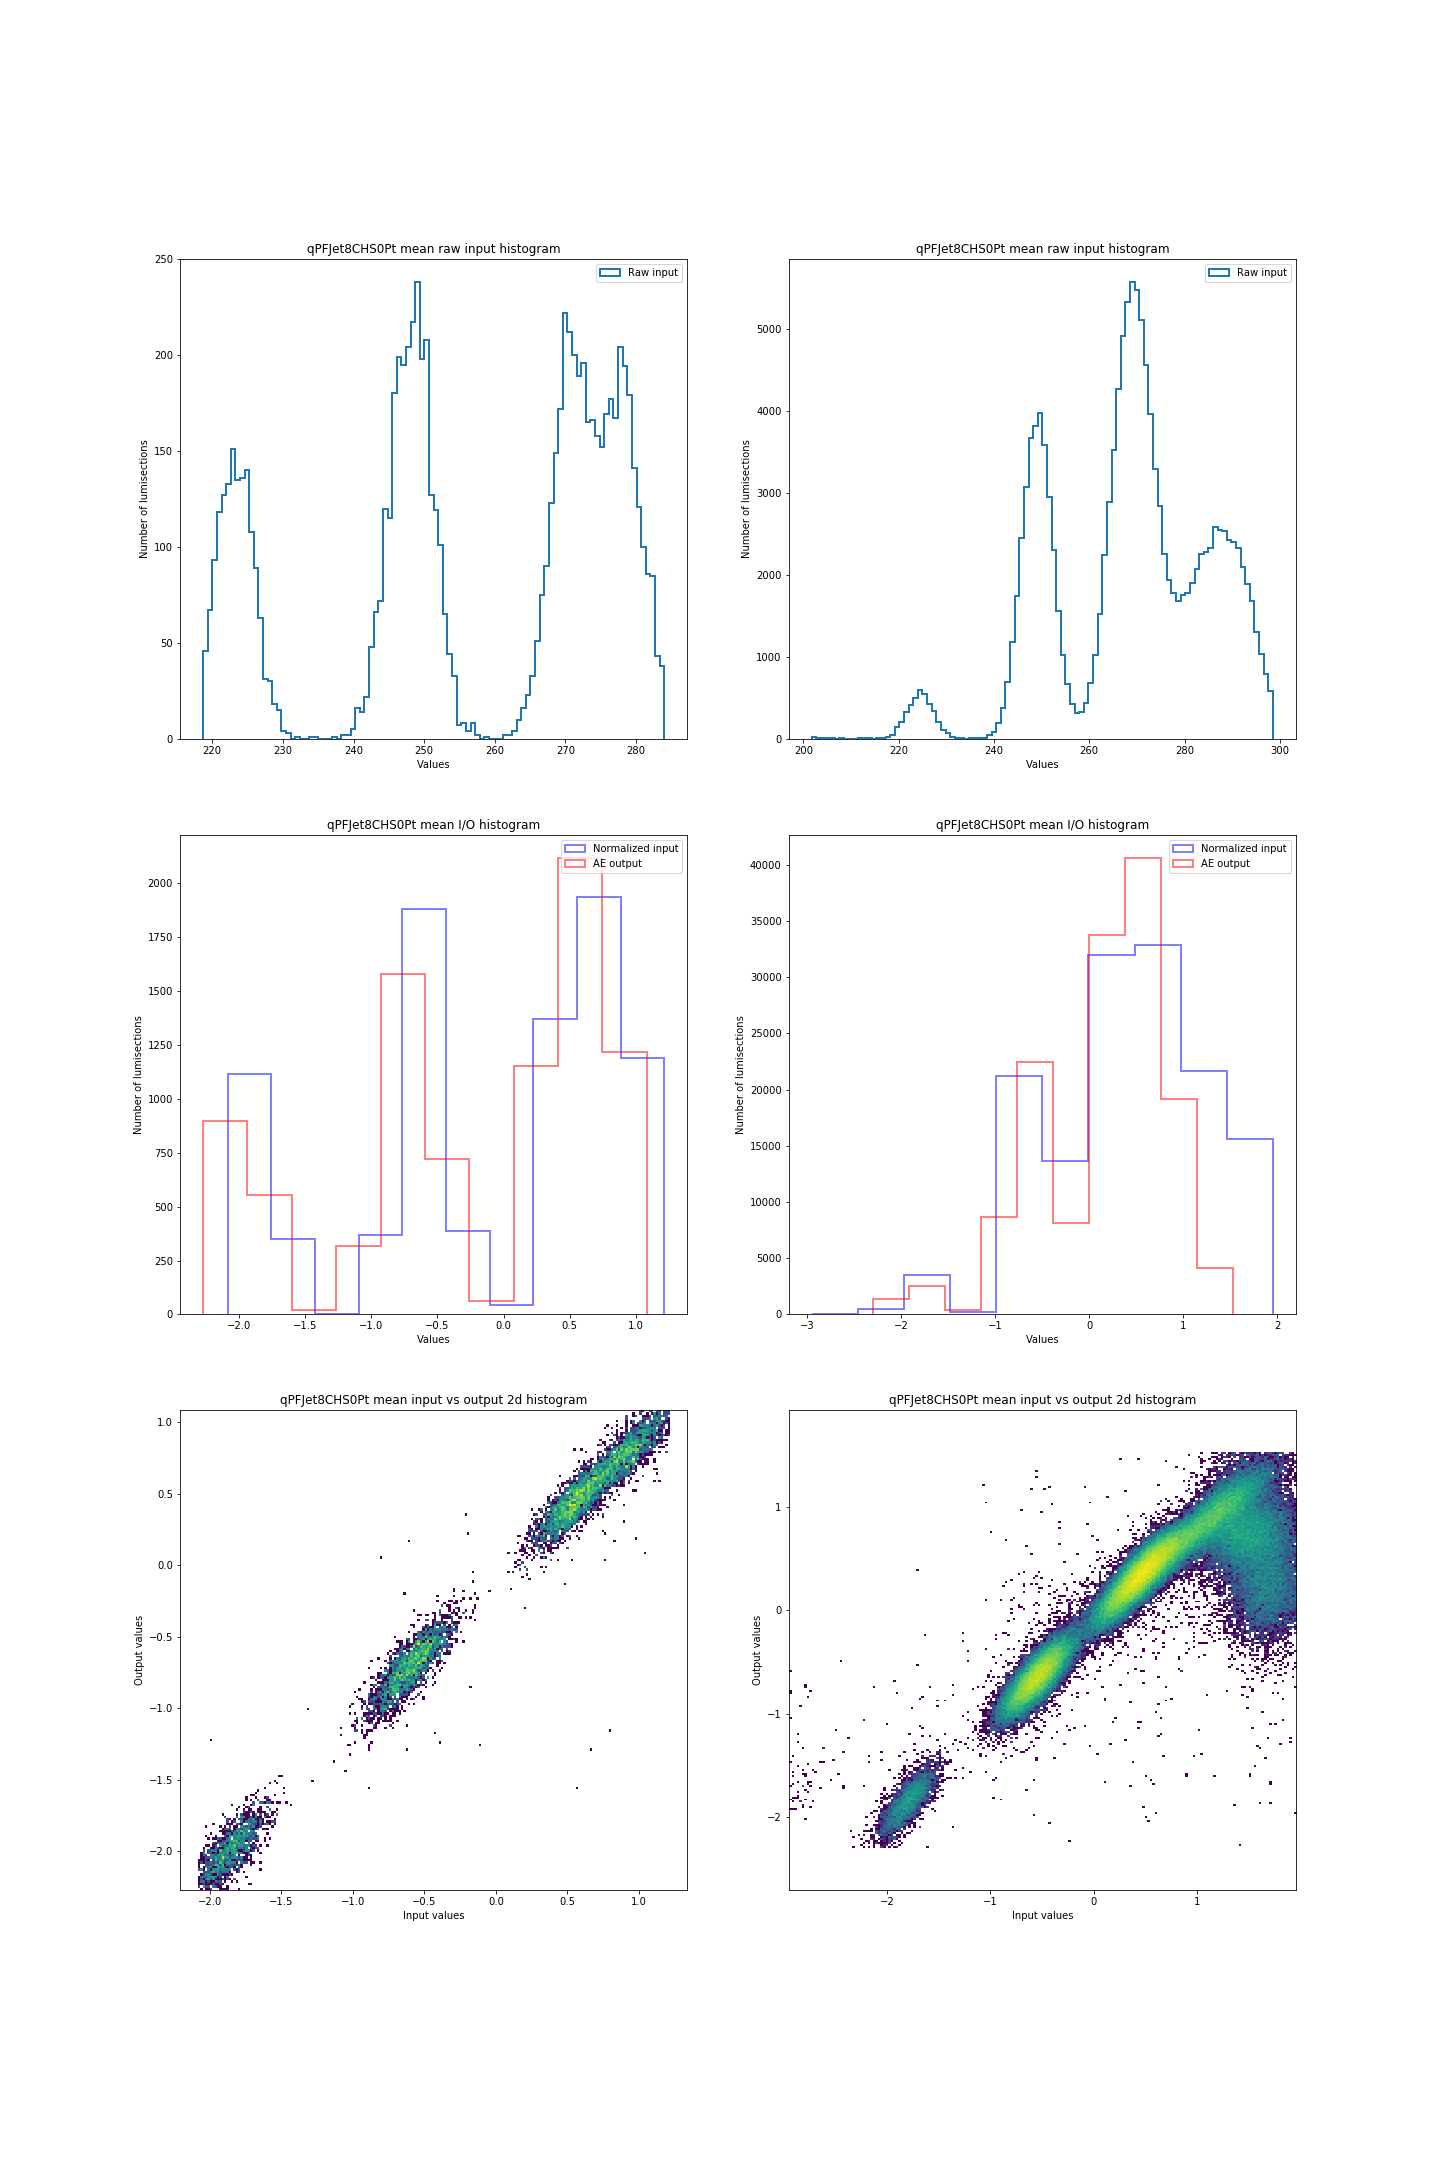 qPFJet8CHS0Pt mean raw input histogram
Raw input
Number of lumisections
250
200
150
100
50
0
220 230 240 250 260 270 280
Values
qPFJet8CHS0Pt mean raw input histogram
Raw input
Number of lumisections
5000
4000
3000
2000
1000
0
200 220 240 260 280 300
Values
qPFJet8CHS0Pt mean I/O histogram
Normalized input
AE output
Number of lumisections
2000
1750
1500
1250
1000
750
500
250
0
−2.0 −1.5 −1.0 −0.5 0.0 0.5 1.0
Values
qPFJet8CHS0Pt mean I/O histogram
Normalized input
AE output
Number of lumisections
40000
35000
30000
25000
20000
15000
10000
5000
0
−3 −2 −1 0 1 2
Values
qPFJet8CHS0Pt mean input vs output 2d histogram
Output values
1.0
0.5
0.0
−0.5
−1.0
−1.5
−2.0
−2.0 −1.5 −1.0 −0.5 0.0 0.5 1.0
Input values
qPFJet8CHS0Pt mean input vs output 2d histogram
Output values
1
0
−1
−2
−2 −1 0 1
Input values